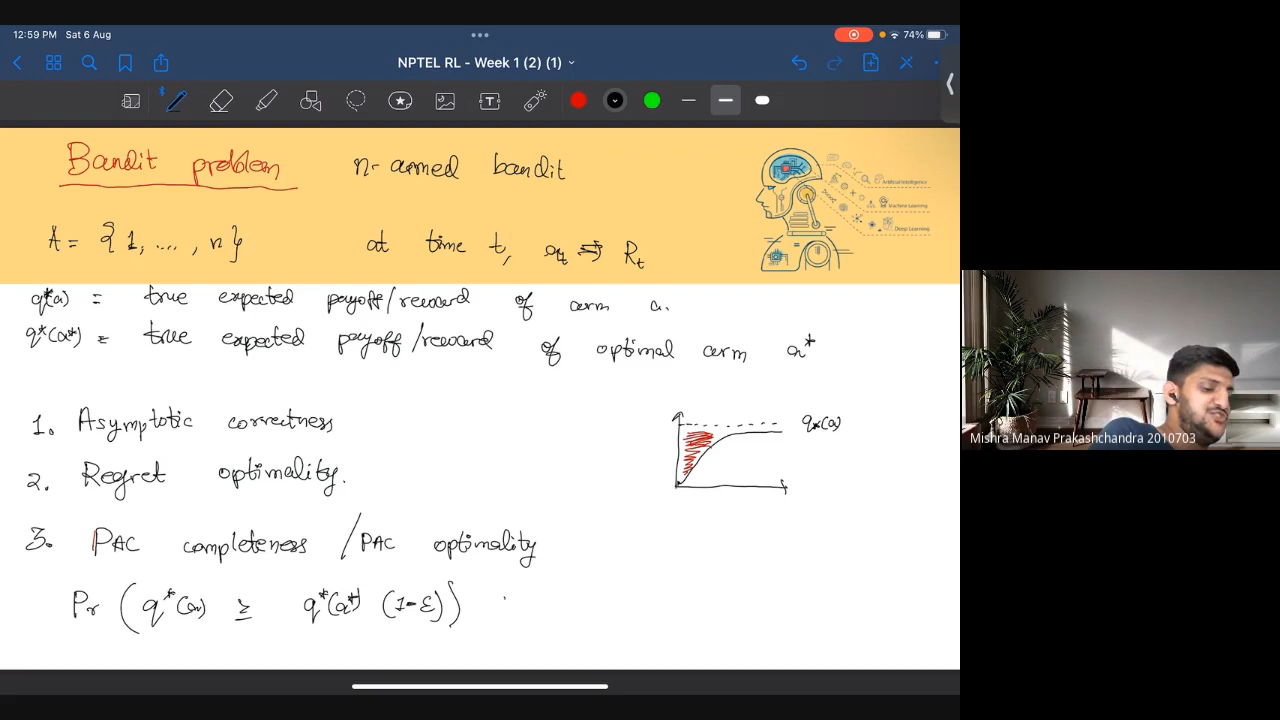 12:59 PM Sat 6 Aug
74%
NPTEL RL - Week 1 (2) (1)
Bandit problem n-armed bandit
Artificial Intelligence
Machine Learning
Deep Learning
A = {1, ...., n} at time t, a_t ⇒ R_t
q*(a) = true expected payoff/reward of arm a.
q*(a*) = true expected payoff/reward of optimal arm a*
1. Asymptotic correctness
q*(a)
2. Regret optimality.
3. PAC completeness / PAC optimality
Pr (q*(a) ≥ q*(a*) (1-ε))
Mishra Manav Prakashchandra 2010703